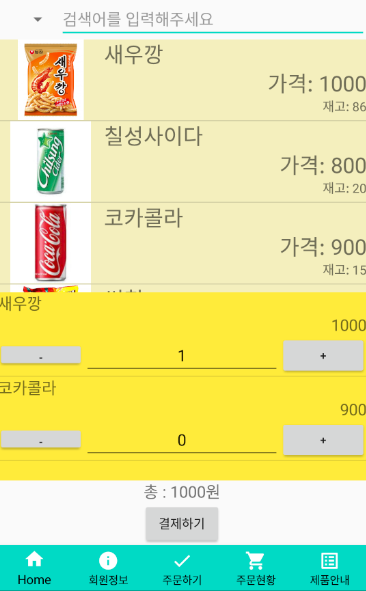 검색어를 입력해주세요
새우깡
새우깡
가격: 1000
재고: 86
Chilsung
Cider
칠성사이다
가격: 800
재고: 20
Coca-Cola
코카콜라
가격: 900
재고: 15
새우깡
1000
- 1 +
코카콜라
900
- 0 +
총 : 1000원
결제하기
Home 회원정보 주문하기 주문현황 제품안내